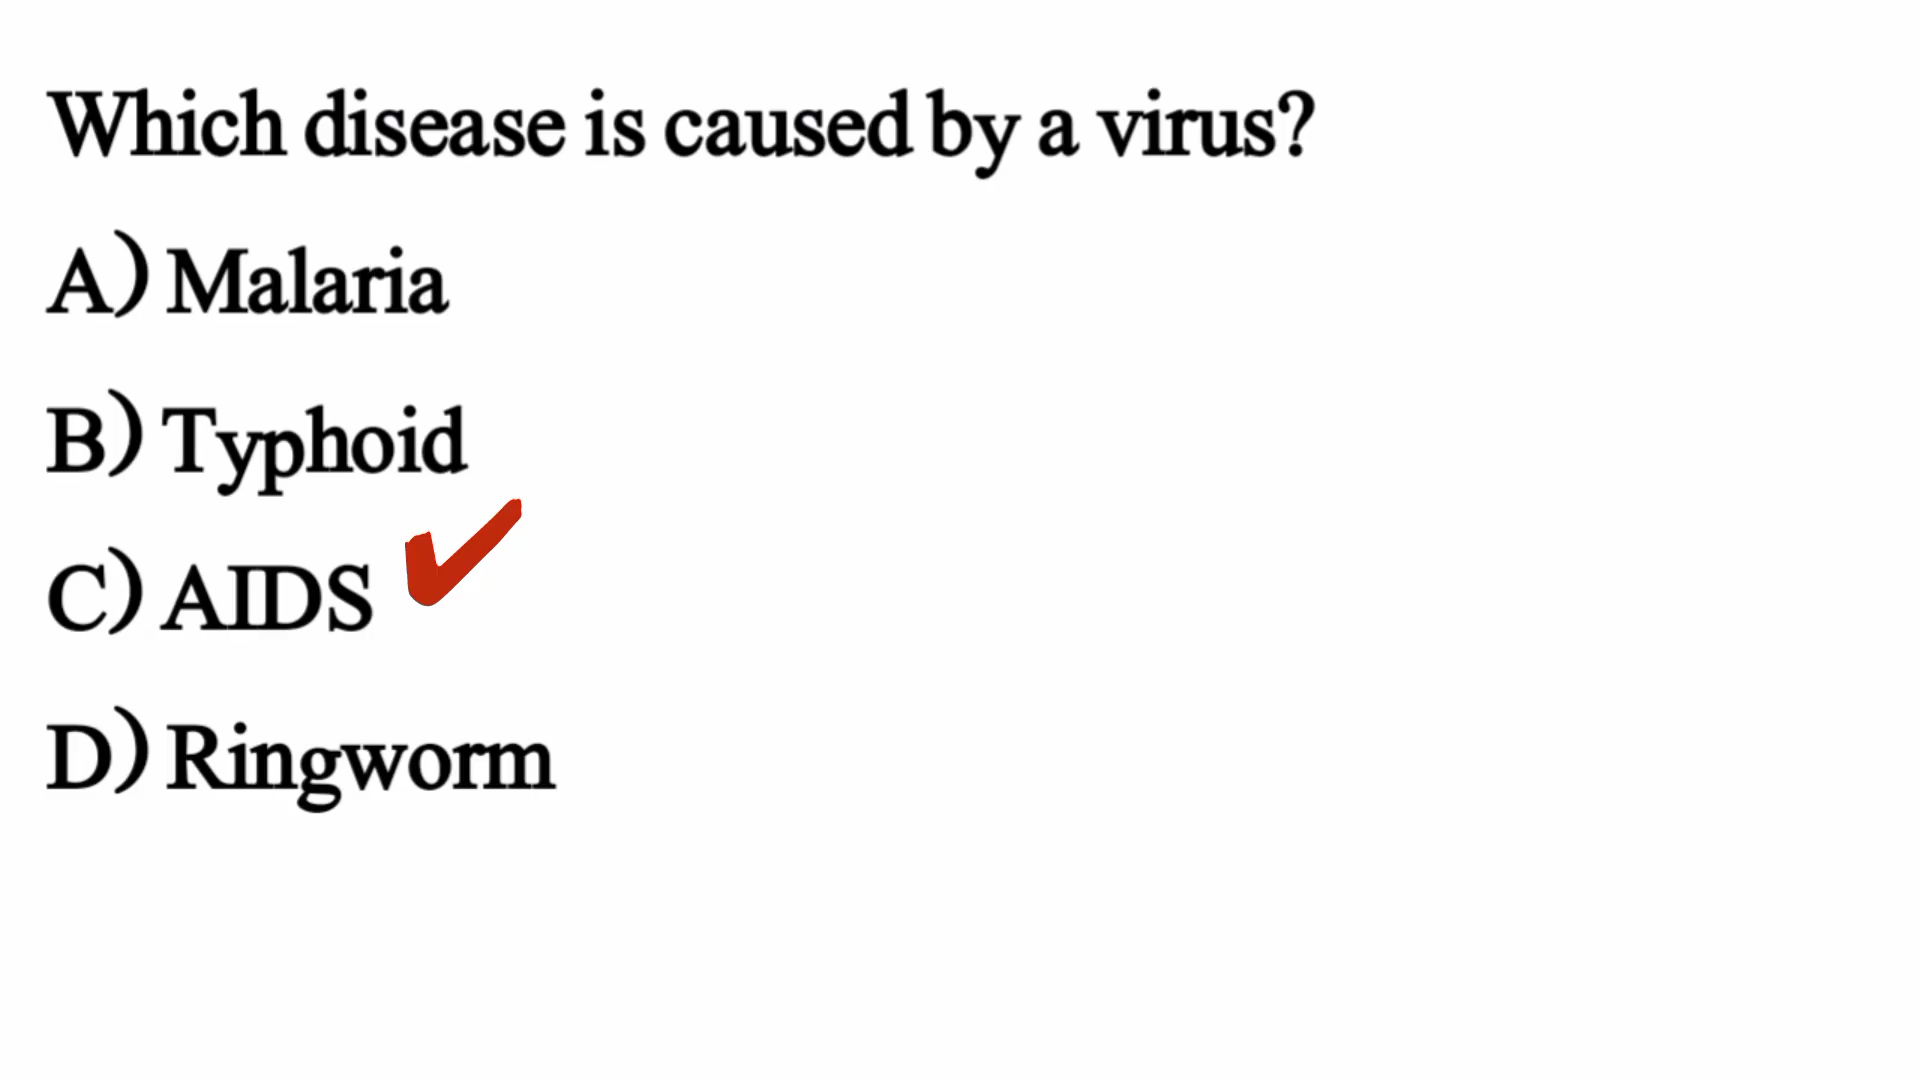 Which disease is caused by a virus?
A) Malaria
B) Typhoid
C) AIDS
D) Ringworm